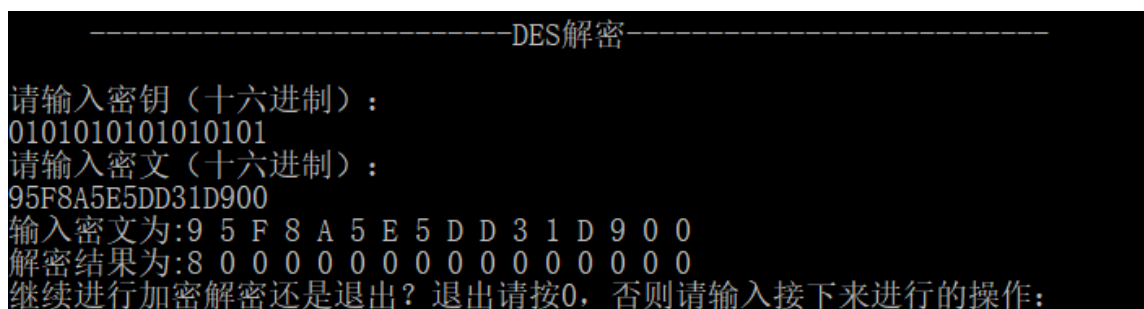 --------------------------DES解密--------------------------
请输入密钥（十六进制）：
0101010101010101
请输入密文（十六进制）：
95F8A5E5DD31D900
输入密文为:9 5 F 8 A 5 E 5 D D 3 1 D 9 0 0
解密结果为:8 0 0 0 0 0 0 0 0 0 0 0 0 0 0 0
继续进行加密解密还是退出？退出请按0，否则请输入接下来进行的操作：